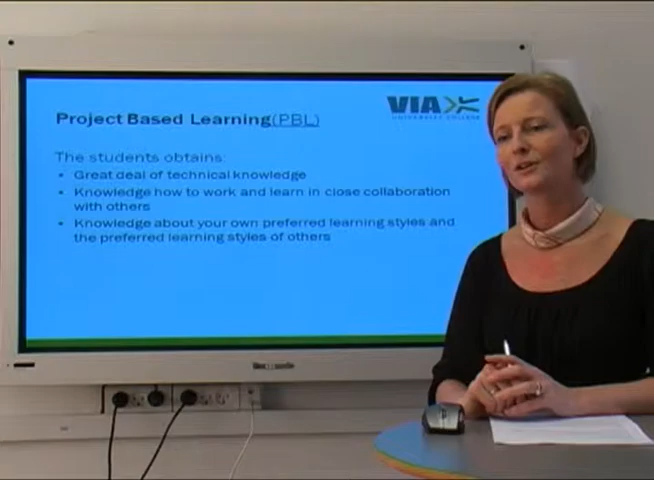 VIA
UNIVERSITY COLLEGE
Project Based Learning(PBL)
The students obtains:
• Great deal of technical knowledge
• Knowledge how to work and learn in close collaboration
with others
• Knowledge about your own preferred learning styles and
the preferred learning styles of others